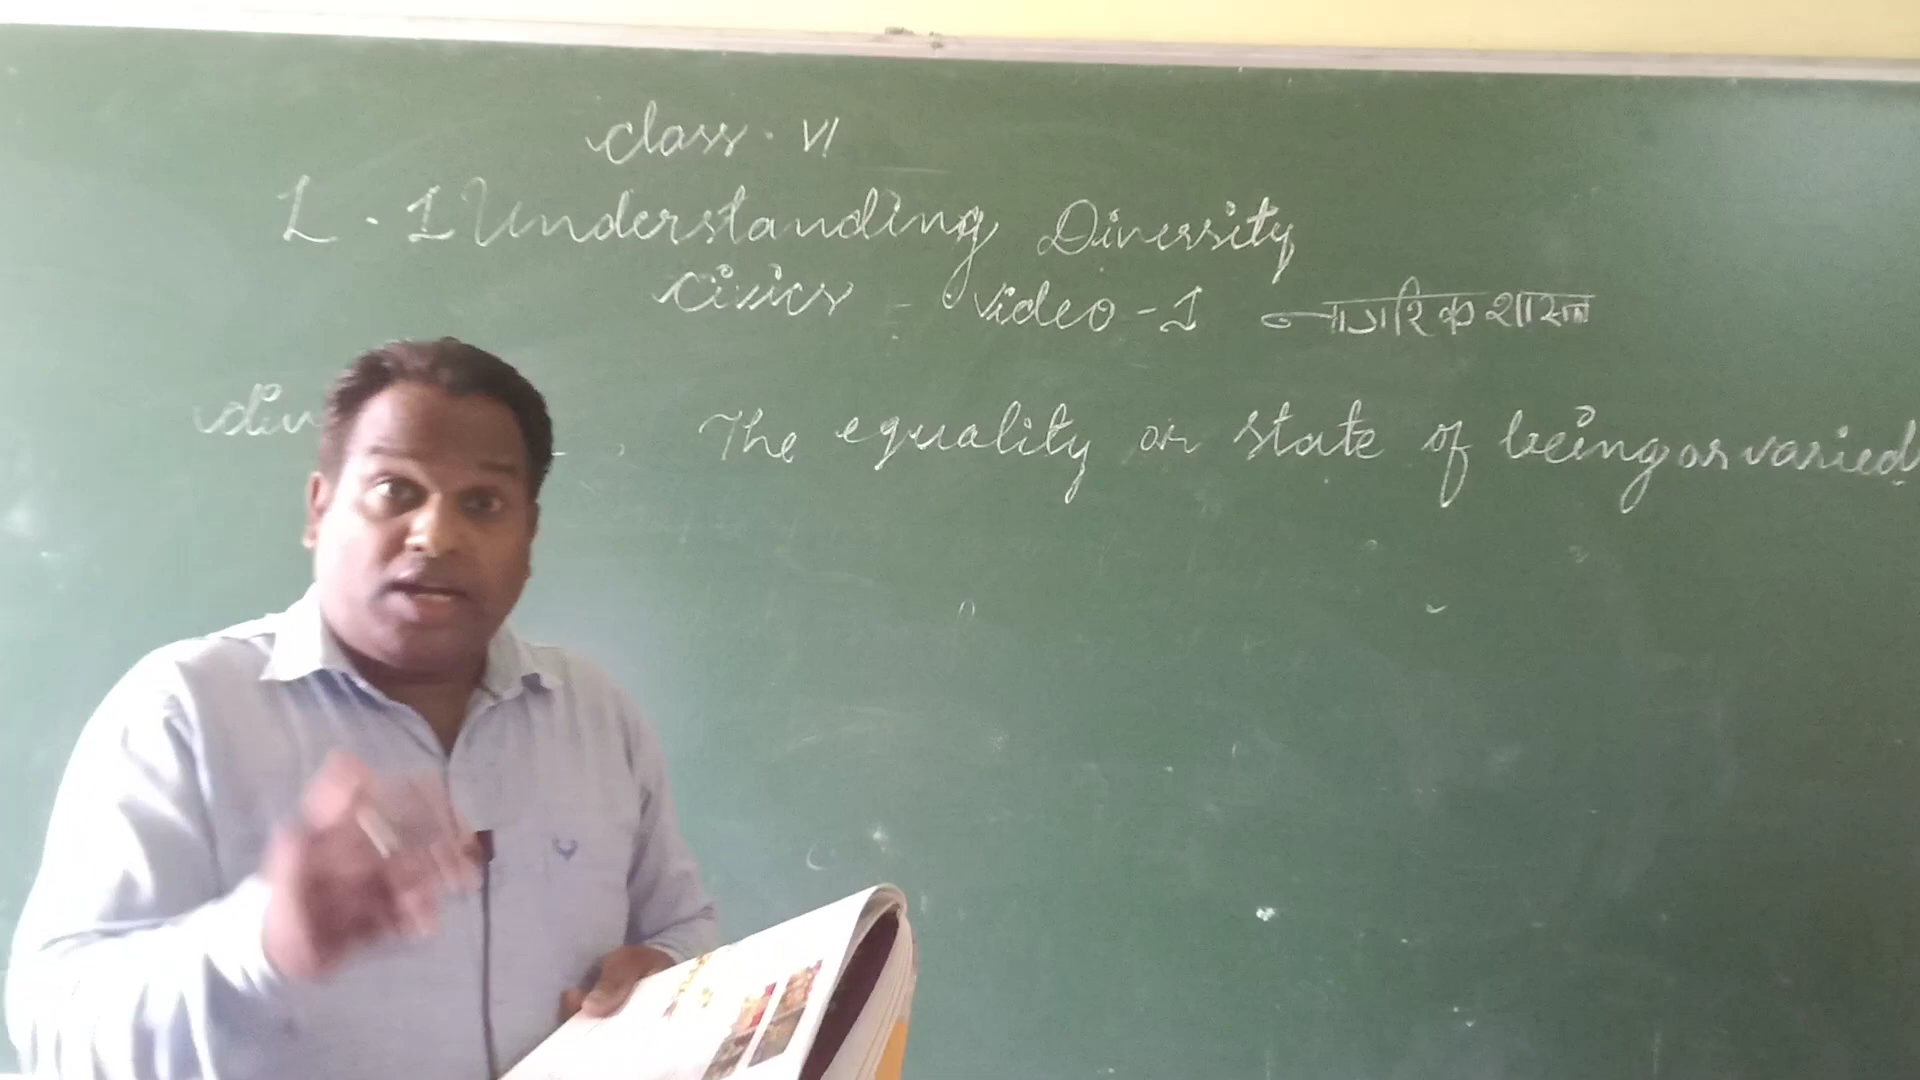 Class. VI
L. 1 Understanding Diversity
Civics - Video-1 नागरिक शास्त्र
The equality or state of being or varied